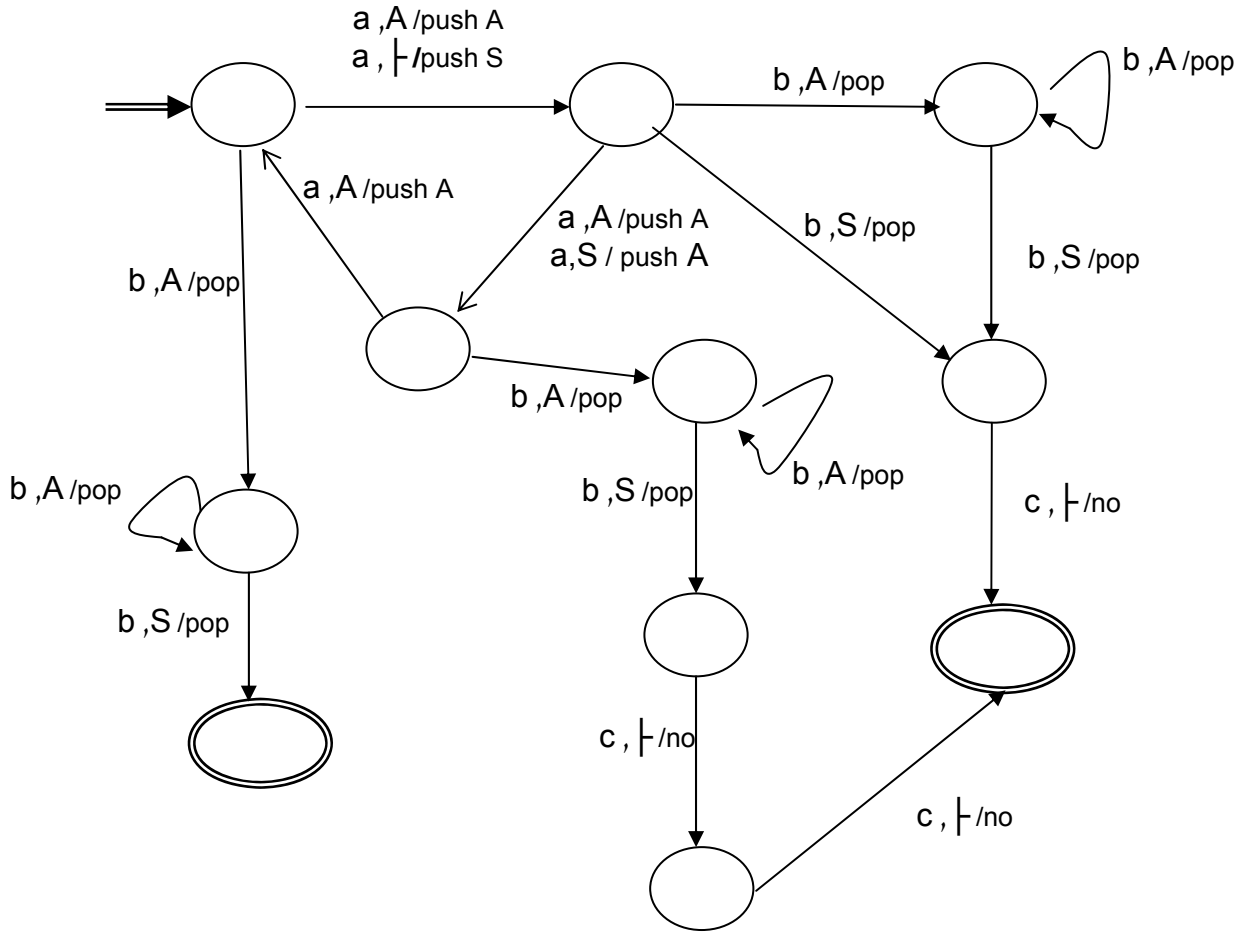 a ,A /push A
a , ├ /push S
b ,A /pop
b ,A /pop
a ,A /push A
a ,A /push A
a,S / push A
b ,S /pop
b ,S /pop
b ,A /pop
b ,A /pop
b ,A /pop
b ,A /pop
b ,S /pop
c , ├ /no
b ,S /pop
c , ├ /no
c , ├ /no